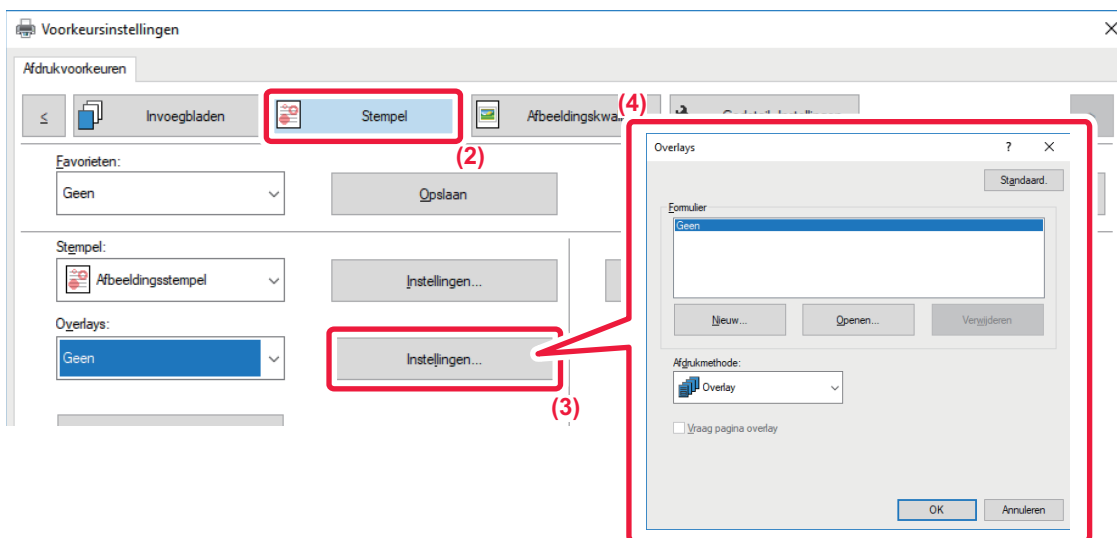 Voorkeursinstellingen
Afdrukvoorkeuren
<
Invoegbladen
Stempel
(2)
(4)
Favorieten:
Geen
Opslaan
Stempel:
Afbeeldingsstempel
Instellingen...
Overlays:
Geen
Instellingen...
(3)
Overlays
?
Standaard.
Formulier
Geen
Nieuw...
Openen...
Verwijderen
Afdrukmethode:
Overlay
Vraag pagina overlay
OK
Annuleren